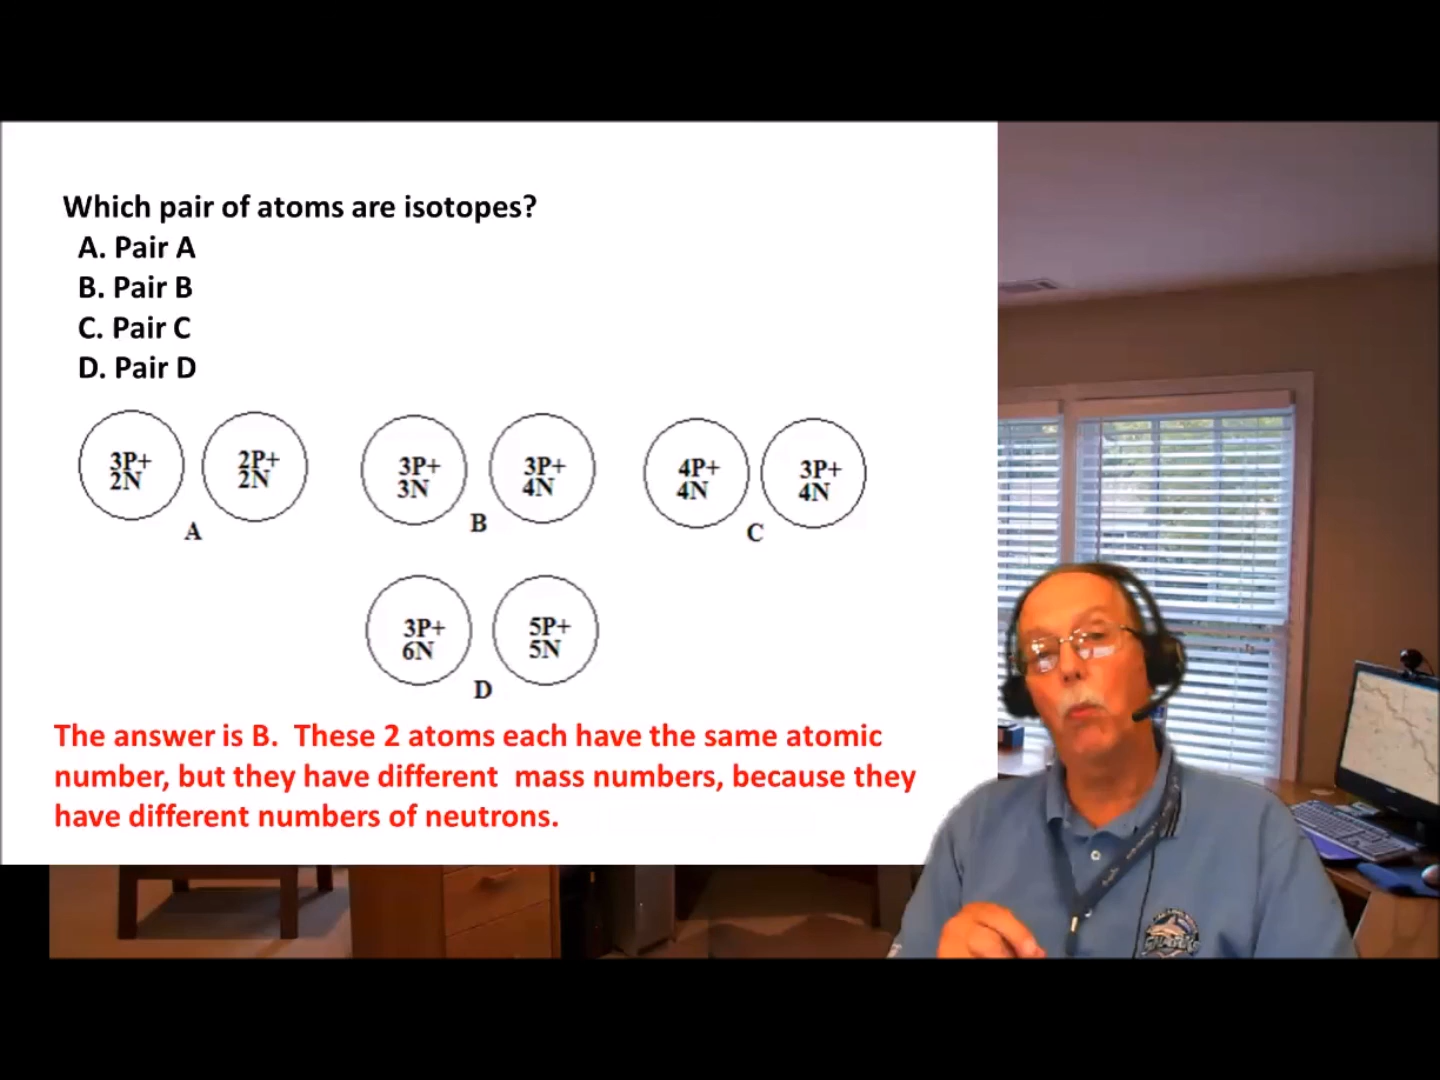 Which pair of atoms are isotopes?
A. Pair A
B. Pair B
C. Pair C
D. Pair D
3P+
2N
2P+
2N
A
3P+
3N
3P+
4N
B
4P+
4N
3P+
4N
C
3P+
6N
5P+
5N
D
The answer is B. These 2 atoms each have the same atomic
number, but they have different mass numbers, because they
have different numbers of neutrons.